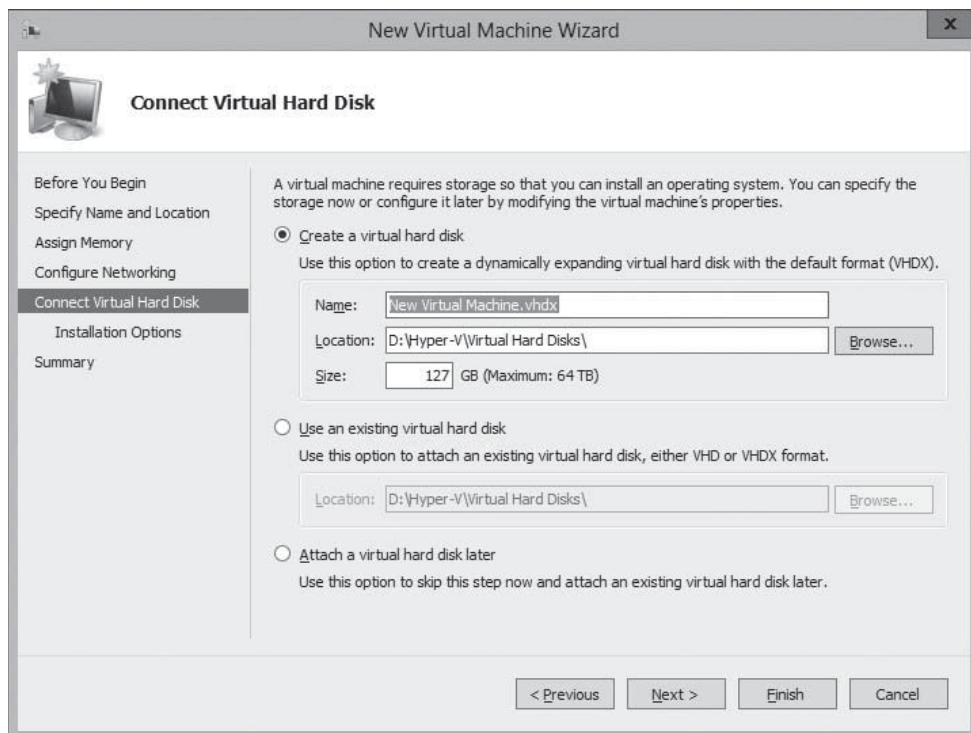 New Virtual Machine Wizard
x
Connect Virtual Hard Disk
Before You Begin
Specify Name and Location
Assign Memory
Configure Networking
Connect Virtual Hard Disk
Installation Options
Summary
A virtual machine requires storage so that you can install an operating system. You can specify the
storage now or configure it later by modifying the virtual machine's properties.
Create a virtual hard disk
Use this option to create a dynamically expanding virtual hard disk with the default format (VHDX).
Name: New Virtual Machine.vhdx
Location: D:\Hyper-V\Virtual Hard Disks\ Browse...
Size: 127 GB (Maximum: 64 TB)
Use an existing virtual hard disk
Use this option to attach an existing virtual hard disk, either VHD or VHDX format.
Location: D:\Hyper-V\Virtual Hard Disks\ Browse...
Attach a virtual hard disk later
Use this option to skip this step now and attach an existing virtual hard disk later.
< Previous Next > Finish Cancel